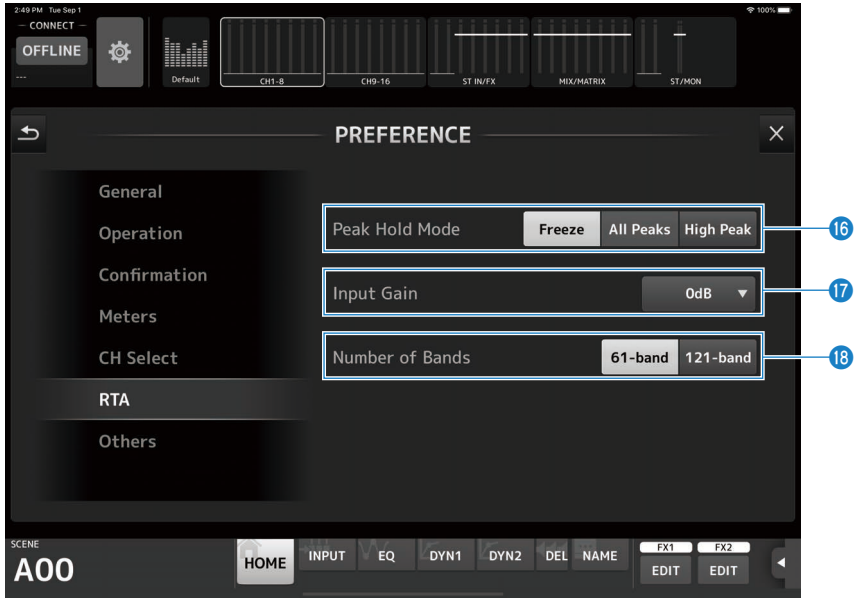 2:49 PM Tue Sep 1
100%
CONNECT
OFFLINE
---
Default
CH1-8
CH9-16
ST IN/FX
MIX/MATRIX
ST/MON
PREFERENCE
General
Operation
Confirmation
Meters
CH Select
RTA
Others
Peak Hold Mode
Freeze
All Peaks
High Peak
16
Input Gain
0dB
17
Number of Bands
61-band
121-band
18
SCENE
A00
HOME
INPUT
EQ
DYN1
DYN2
DEL
NAME
FX1
EDIT
FX2
EDIT